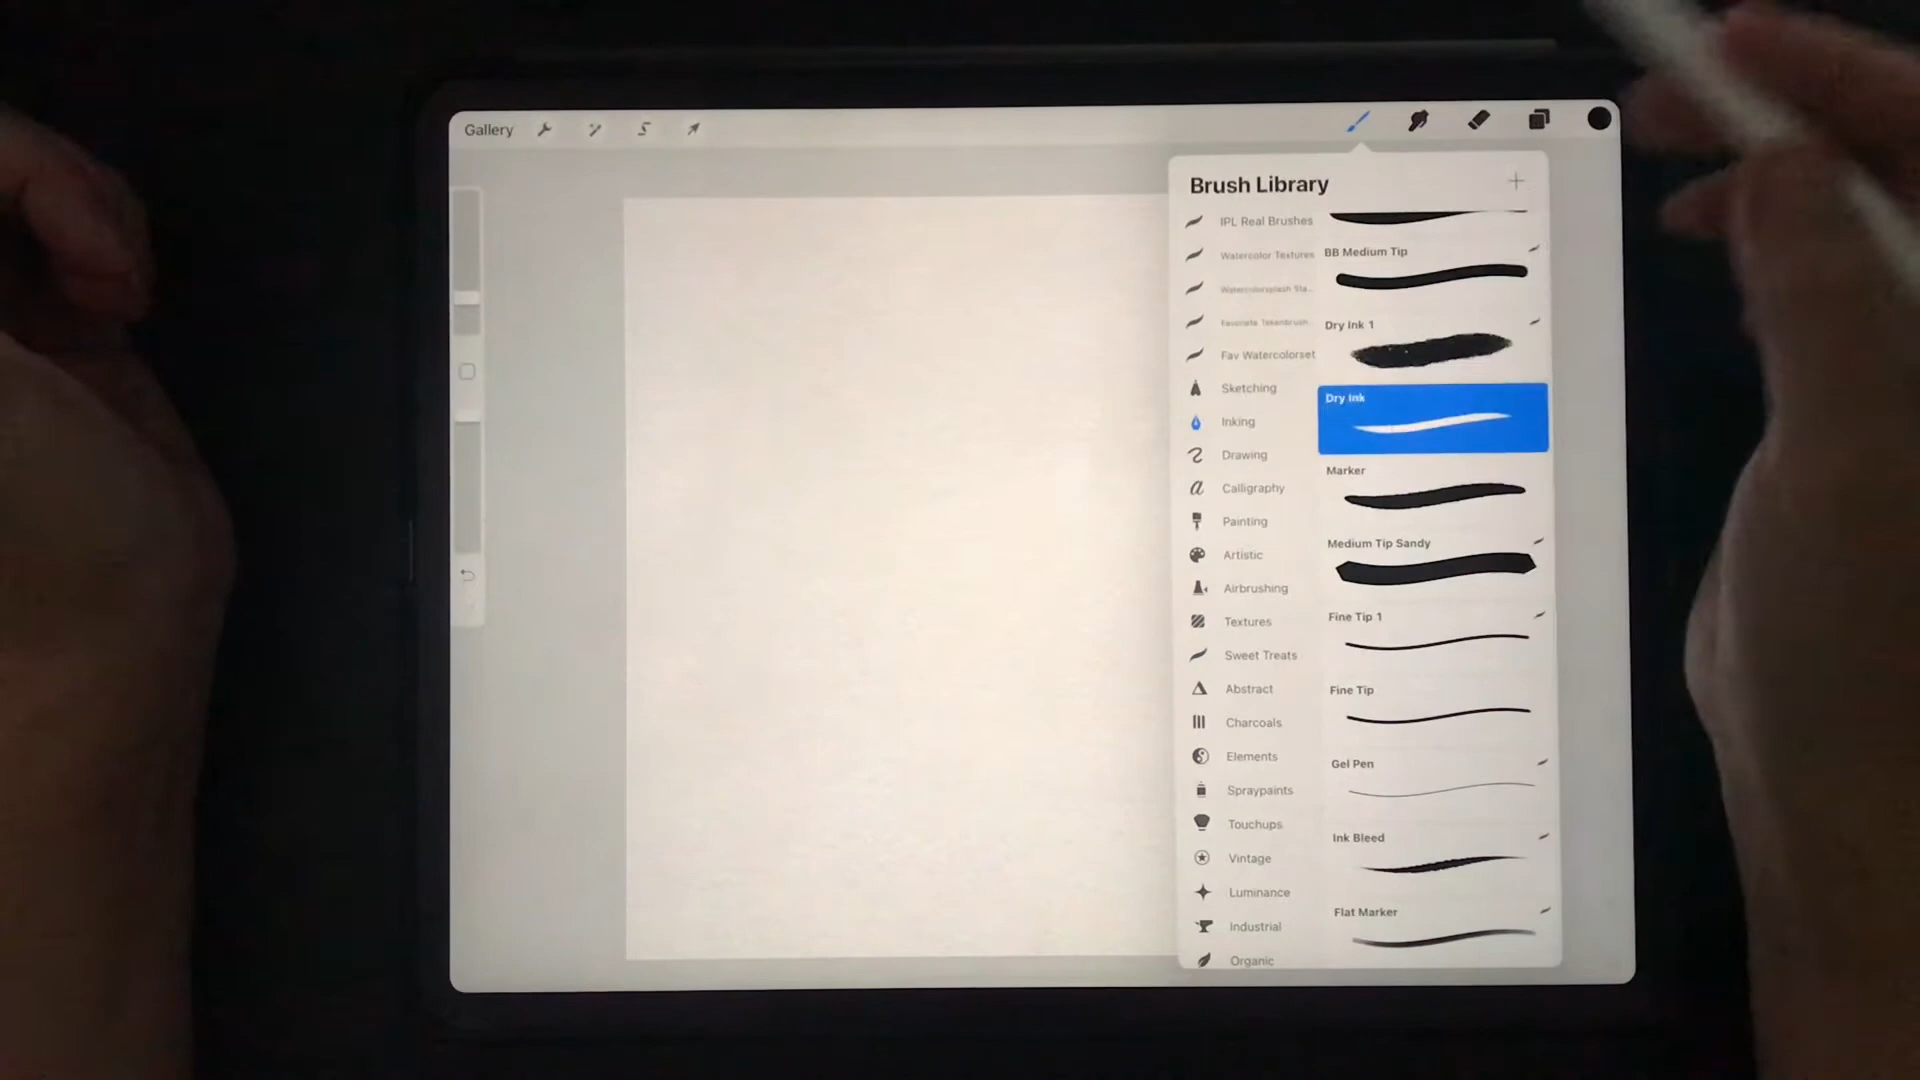 Gallery
Brush Library
IPL Real Brushes
Watercolor Textures
Watercolorsplash Sta...
Fav Watercolorset
Sketching
Inking
Drawing
Calligraphy
Painting
Artistic
Airbrushing
Textures
Sweet Treats
Abstract
Charcoals
Elements
Spraypaints
Touchups
Vintage
Luminance
Industrial
Organic
BB Medium Tip
Dry Ink 1
Dry Ink
Marker
Medium Tip Sandy
Fine Tip 1
Fine Tip
Gel Pen
Ink Bleed
Flat Marker